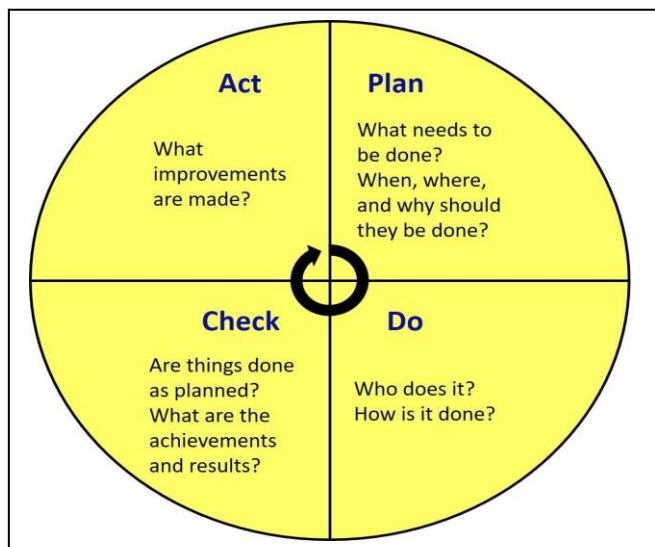 Act
What
improvements
are made?
Plan
What needs to
be done?
When, where,
and why should
they be done?
Check
Are things done
as planned?
What are the
achievements
and results?
Do
Who does it?
How is it done?